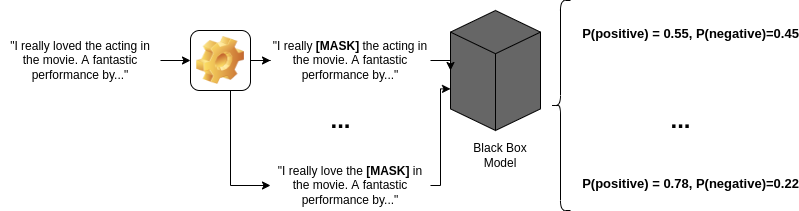 "I really loved the acting in
the movie. A fantastic
performance by..."
"I really [MASK] the acting in
the movie. A fantastic
performance by..."
...
"I really love the [MASK] in
the movie. A fantastic
performance by..."
Black Box
Model
P(positive) = 0.55, P(negative)=0.45
...
P(positive) = 0.78, P(negative)=0.22